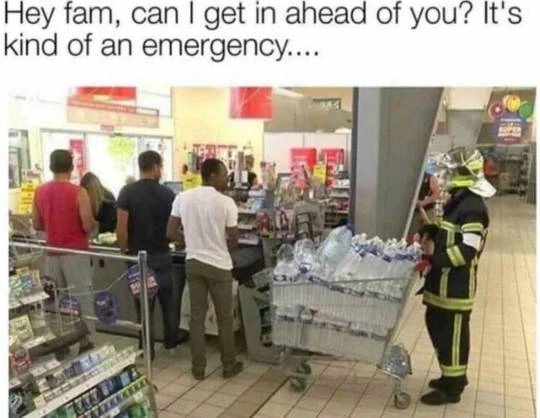 Hey fam, can I get in ahead of you? It's
kind of an emergency....